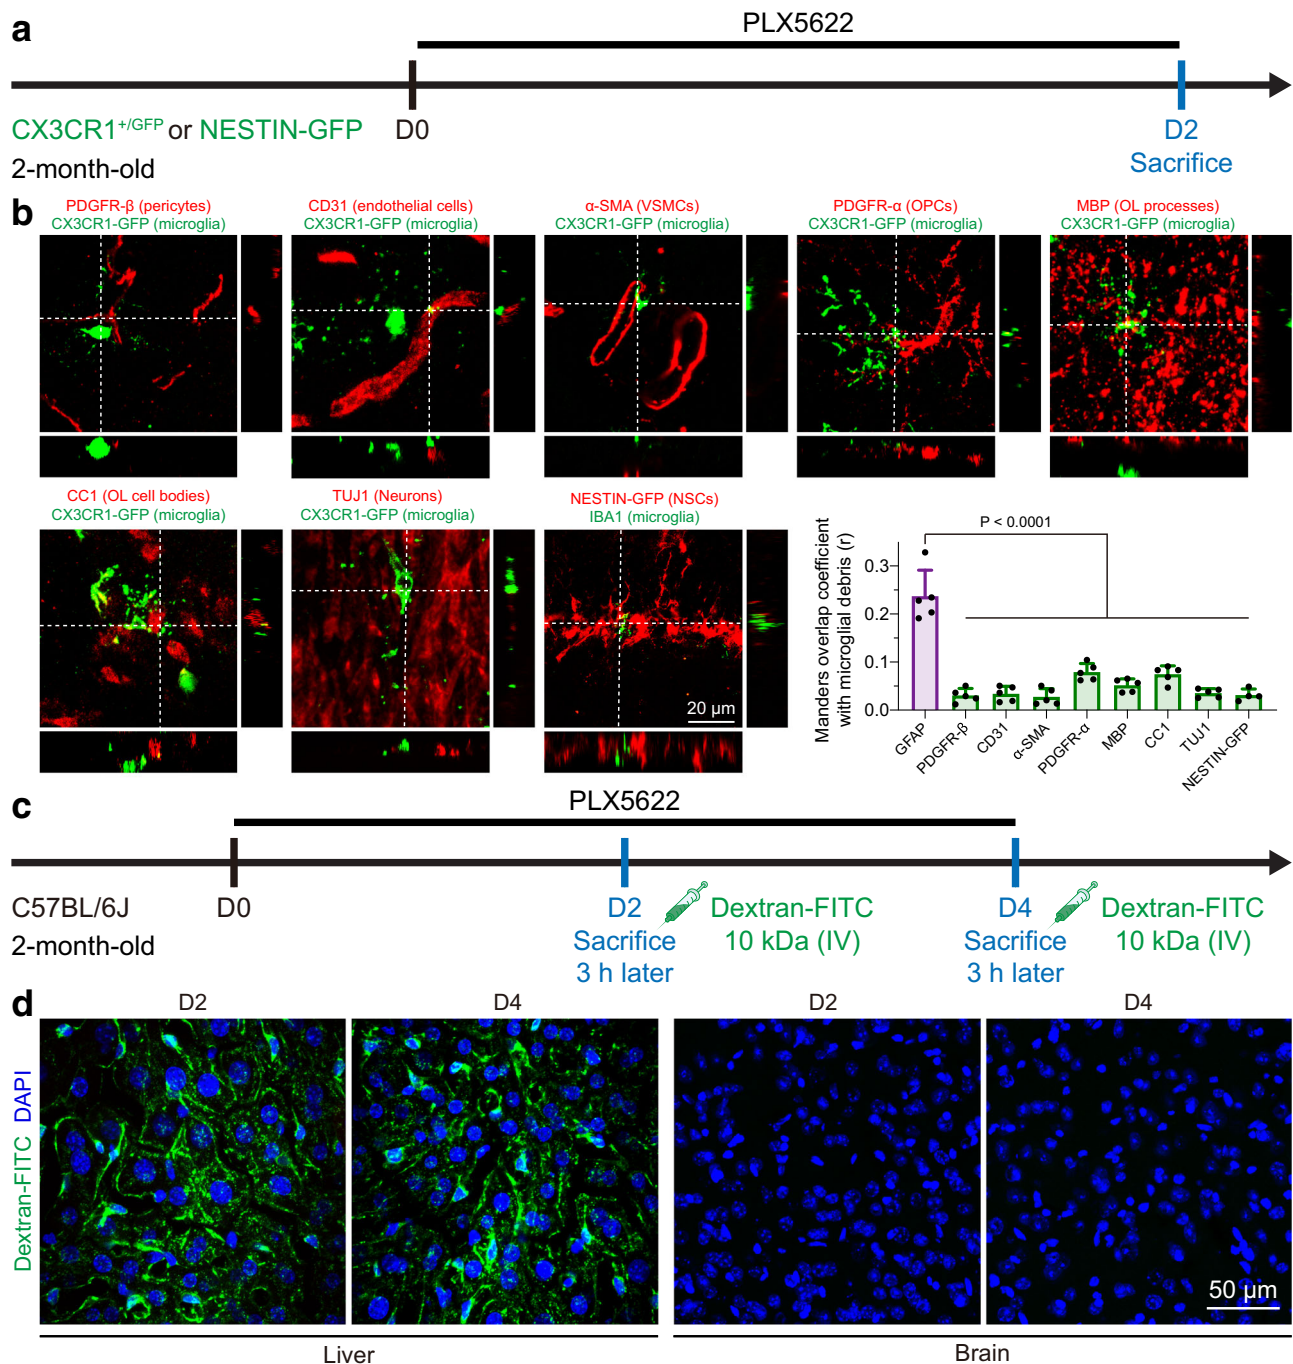 a
PLX5622
CX3CR1+/GFP or NESTIN-GFP
D0
D2
2-month-old
Sacrifice
b
PDGFR-β (pericytes)
CX3CR1-GFP (microglia)
CD31 (endothelial cells)
CX3CR1-GFP (microglia)
α-SMA (VSMCs)
CX3CR1-GFP (microglia)
PDGFR-α (OPCs)
CX3CR1-GFP (microglia)
MBP (OL processes)
CX3CR1-GFP (microglia)
CC1 (OL cell bodies)
CX3CR1-GFP (microglia)
TUJ1 (Neurons)
CX3CR1-GFP (microglia)
NESTIN-GFP (NSCs)
IBA1 (microglia)
20 μm
Manders overlap coefficient
with microglial debris (r)
P < 0.0001
0.3
0.2
0.1
0.0
GFAP
PDGFR-β
CD31
α-SMA
PDGFR-α
MBP
CC1
TUJ1
NESTIN-GFP
c
PLX5622
C57BL/6J
2-month-old
D0
D2
Sacrifice
3 h later
Dextran-FITC
10 kDa (IV)
D4
Sacrifice
3 h later
Dextran-FITC
10 kDa (IV)
d
D2
D4
D2
D4
Dextran-FITC DAPI
50 μm
Liver
Brain